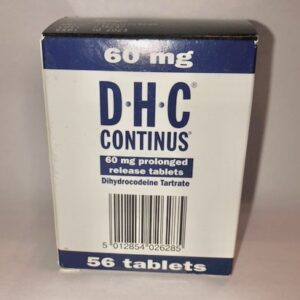 60 mg
D·H·C®
CONTINUS®
60 mg prolonged
release tablets
Dihydrocodeine Tartrate
5 012854 026285
56 tablets